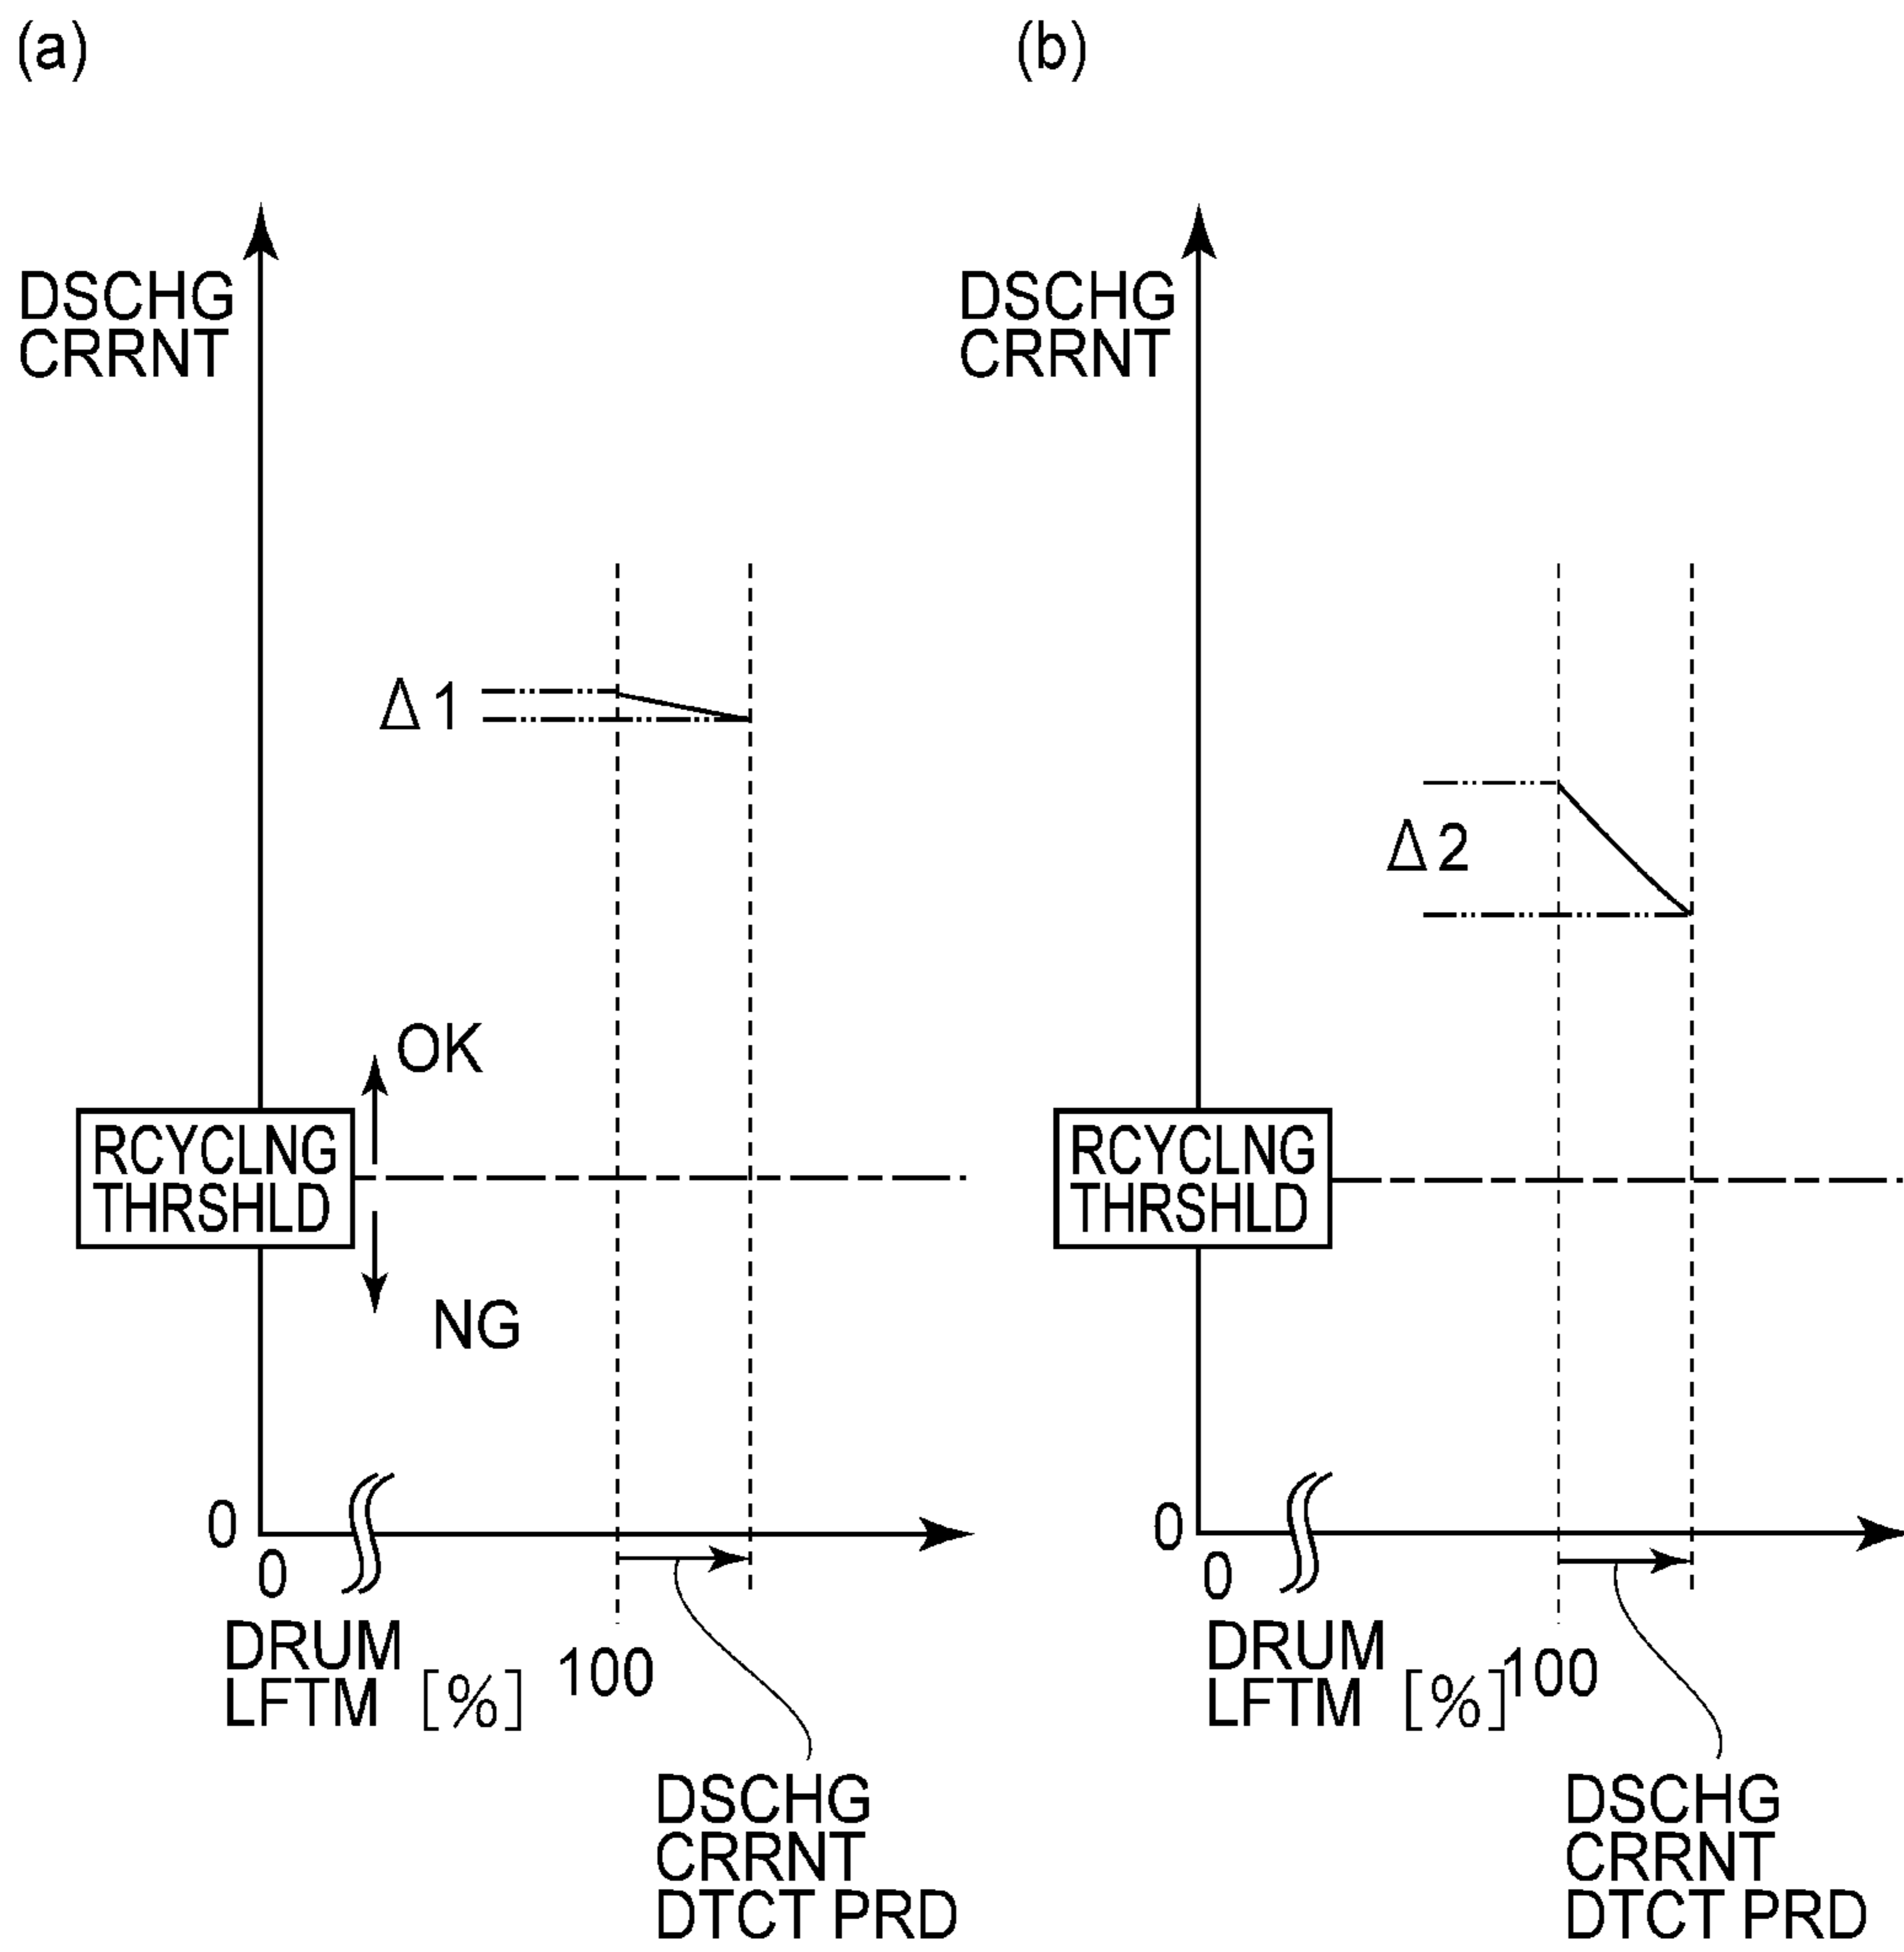 (a)
DSCHG
CRRNT
Δ1
OK
RCYCLNG
THRSHLD
NG
0
0
DRUM
LFTM [%]
100
DSCHG
CRRNT
DTCT PRD
(b)
DSCHG
CRRNT
Δ2
RCYCLNG
THRSHLD
0
0
DRUM
LFTM [%]
100
DSCHG
CRRNT
DTCT PRD